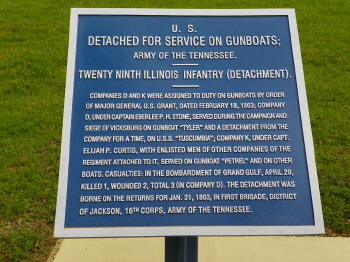 U. S.
DETACHED FOR SERVICE ON GUNBOATS;
ARMY OF THE TENNESSEE.
TWENTY NINTH ILLINOIS INFANTRY (DETACHMENT).
COMPANIES D AND K WERE ASSIGNED TO DUTY ON GUNBOATS BY ORDER
OF MAJOR GENERAL U.S. GRANT, DATED FEBRUARY 18, 1863; COMPANY
D, UNDER CAPTAIN EBERLEE P. H. STONE, SERVED DURING THE CAMPAIGN AND
SIEGE OF VICKSBURG ON GUNBOAT "TYLER" AND A DETACHMENT FROM THE
COMPANY FOR A TIME, ON U.S.S. "TUSCUMBIA"; COMPANY K, UNDER CAPT.
ELIJAH P. CURTIS, WITH ENLISTED MEN OF OTHER COMPANIES OF THE
REGIMENT ATTACHED TO IT, SERVED ON GUNBOAT "PETREL" AND ON OTHER
BOATS. CASUALTIES: IN THE BOMBARDMENT OF GRAND GULF, APRIL 29,
KILLED 1, WOUNDED 2, TOTAL 3 (IN COMPANY D). THE DETACHMENT WAS
BORNE ON THE RETURNS FOR JAN. 31, 1863, IN FIRST BRIGADE, DISTRICT
OF JACKSON, 16TH CORPS, ARMY OF THE TENNESSEE.